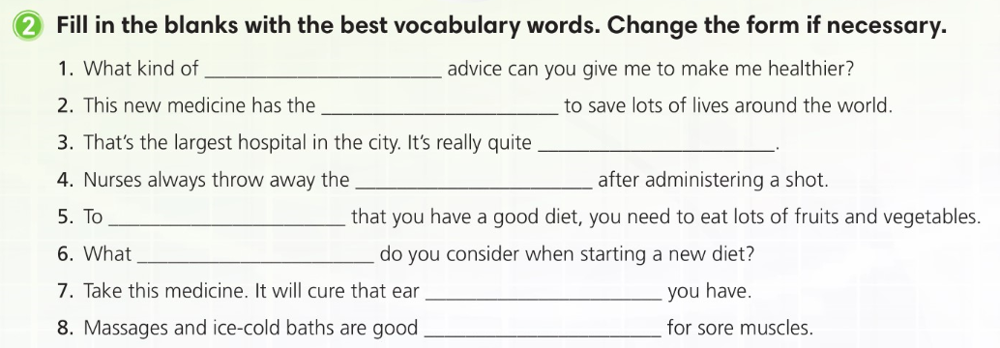 2 Fill in the blanks with the best vocabulary words. Change the form if necessary.
1. What kind of ______________________ advice can you give me to make me healthier?
2. This new medicine has the ______________________ to save lots of lives around the world.
3. That's the largest hospital in the city. It's really quite ______________________.
4. Nurses always throw away the ______________________ after administering a shot.
5. To ______________________ that you have a good diet, you need to eat lots of fruits and vegetables.
6. What ______________________ do you consider when starting a new diet?
7. Take this medicine. It will cure that ear ______________________ you have.
8. Massages and ice-cold baths are good ______________________ for sore muscles.